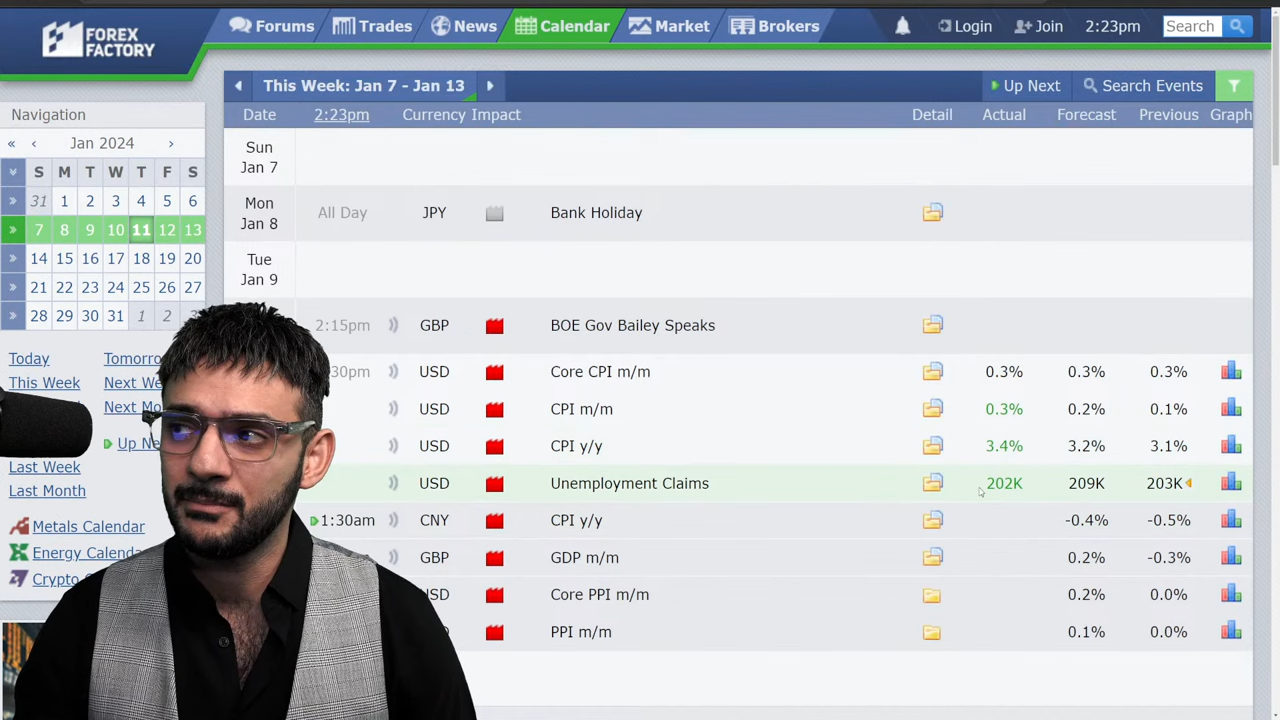 FOREX
FACTORY
Forums
Trades
News
Calendar
Market
Brokers
Login
Join
2:23pm
Search
This Week: Jan 7 - Jan 13
Up Next
Search Events
Date 2:23pm Currency Impact Detail Actual Forecast Previous Graph
Navigation
« ‹ Jan 2024 ›
S M T W T F S
31 1 2 3 4 5 6
7 8 9 10 11 12 13
14 15 16 17 18 19 20
21 22 23 24 25 26 27
28 29 30 31 1 2
Today Tomorro
This Week Next We
Next Mo
Up Ne
Last Week
Last Month
Metals Calendar
Energy Calenda
Crypto
Sun
Jan 7
Mon
Jan 8
All Day JPY Bank Holiday
Tue
Jan 9
2:15pm GBP BOE Gov Bailey Speaks
30pm USD Core CPI m/m 0.3% 0.3% 0.3%
USD CPI m/m 0.3% 0.2% 0.1%
USD CPI y/y 3.4% 3.2% 3.1%
USD Unemployment Claims 202K 209K 203K
1:30am CNY CPI y/y -0.4% -0.5%
GBP GDP m/m 0.2% -0.3%
SD Core PPI m/m 0.2% 0.0%
PPI m/m 0.1% 0.0%